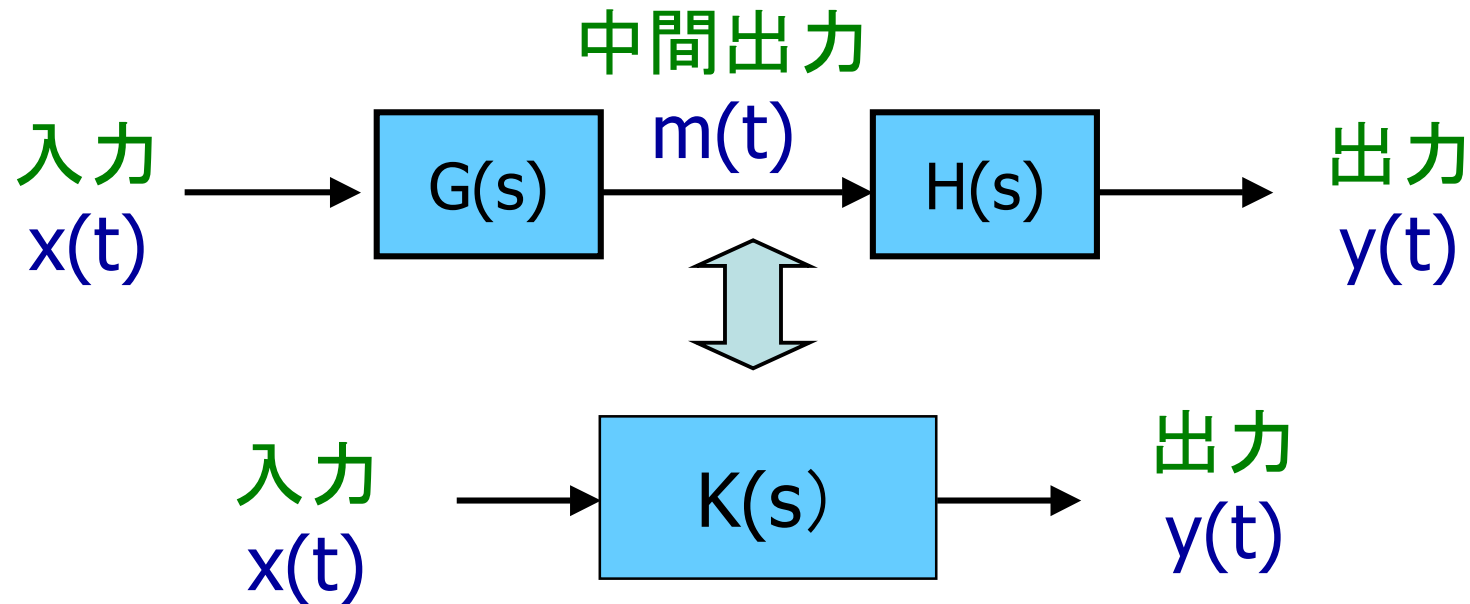 中間出力
m(t)
入力
x(t)
G(s)
H(s)
出力
y(t)
入力
x(t)
K(s）
出力
y(t)